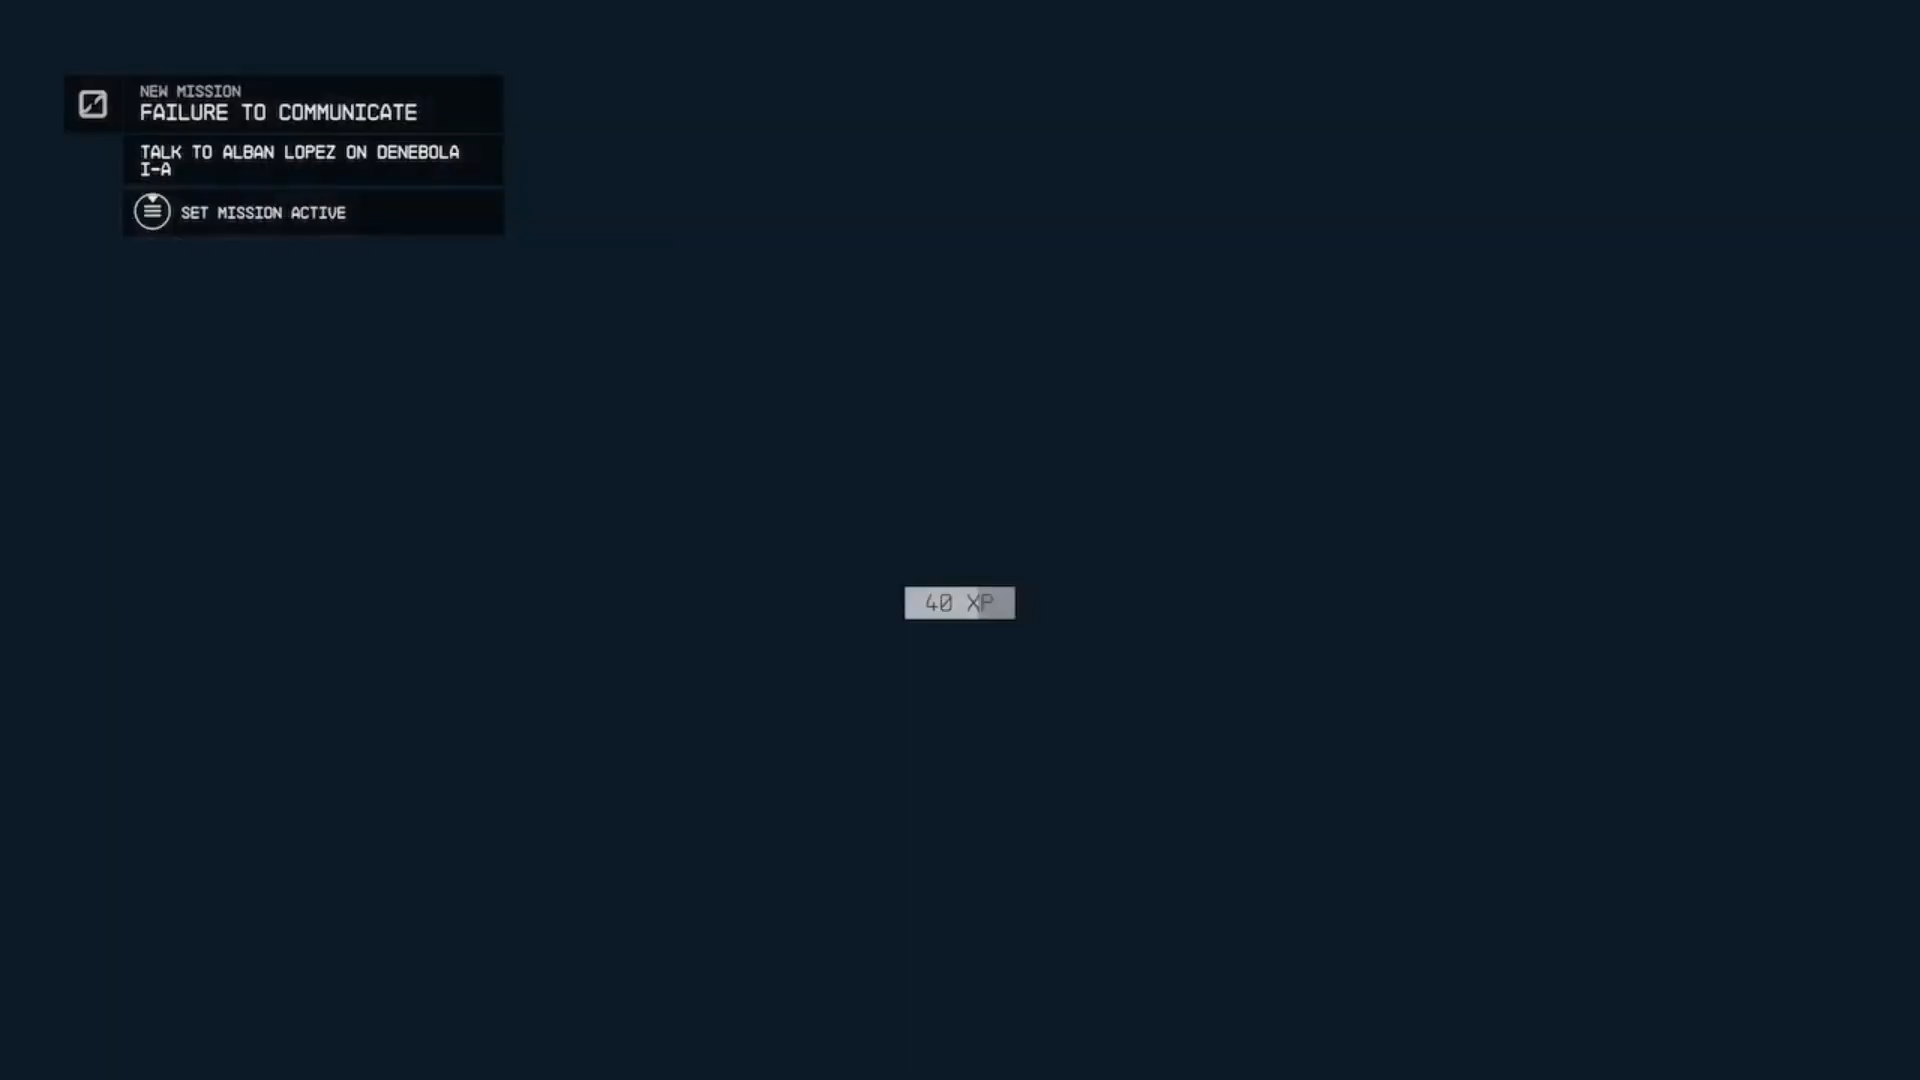 NEW MISSION
FAILURE TO COMMUNICATE
TALK TO ALBAN LOPEZ ON DENEBOLA
I-A
SET MISSION ACTIVE
40 XP